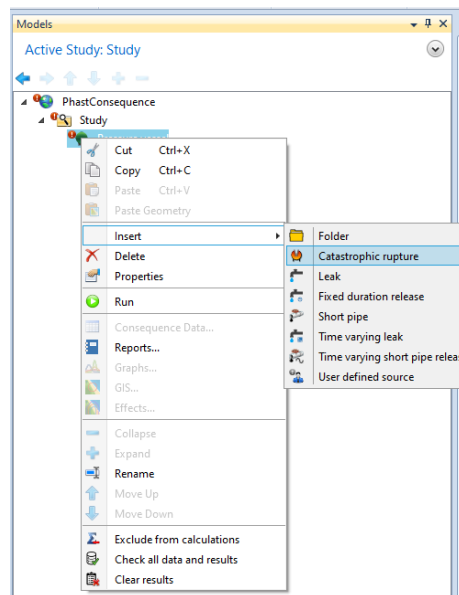 Models
Active Study: Study
PhastConsequence
Study
Pressure vessel
Cut Ctrl+X
Copy Ctrl+C
Paste Ctrl+V
Paste Geometry
Insert
Folder
Delete
Catastrophic rupture
Properties
Leak
Run
Fixed duration release
Short pipe
Consequence Data...
Time varying leak
Reports...
Time varying short pipe relea
Graphs...
User defined source
GIS...
Effects...
Collapse
Expand
Rename
Move Up
Move Down
Exclude from calculations
Check all data and results
Clear results